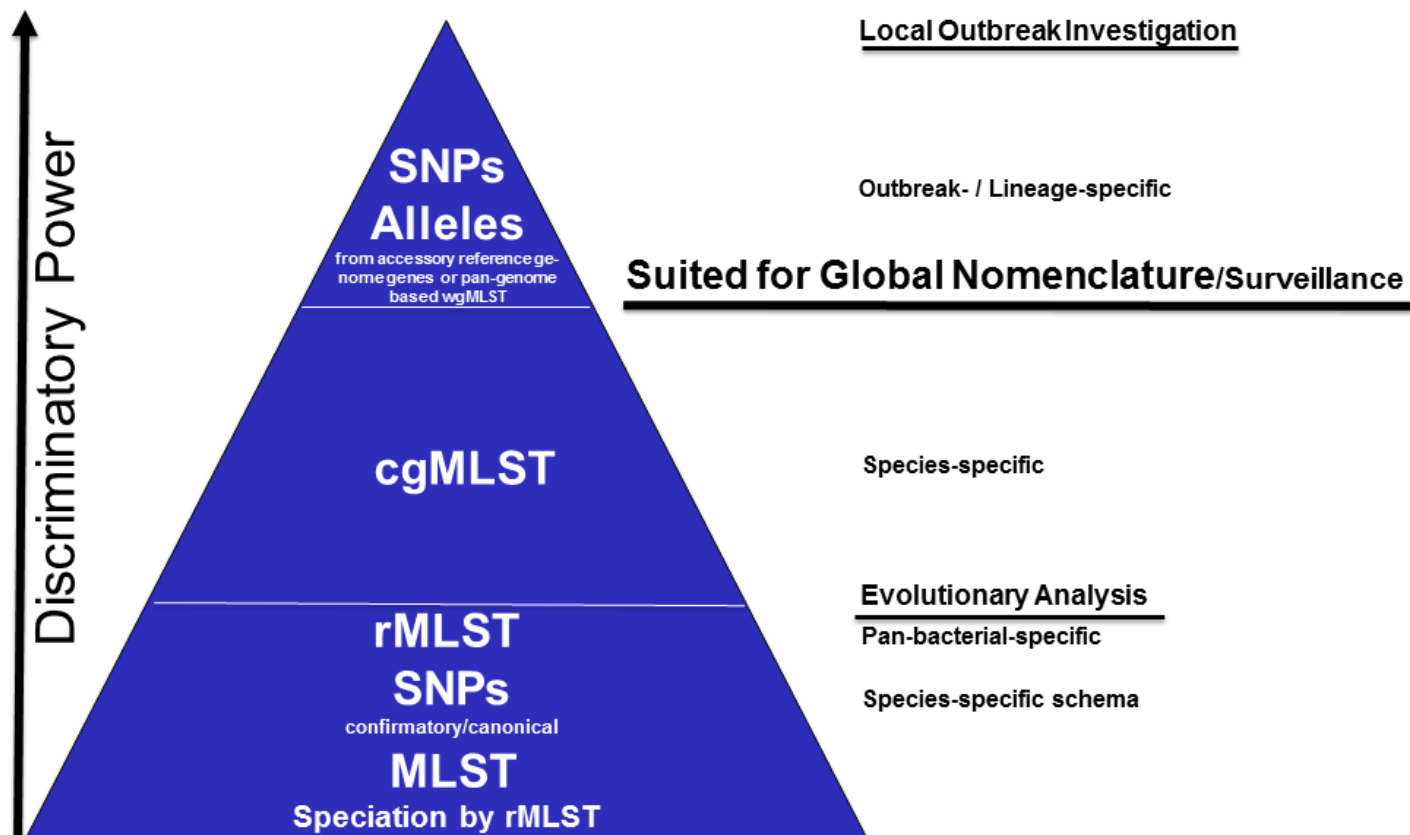 Discriminatory Power
Local Outbreak Investigation
SNPs
Alleles
from accessory reference ge-
nome genes or pan-genome
based wgMLST
Outbreak- / Lineage-specific
Suited for Global Nomenclature/Surveillance
cgMLST
Species-specific
Evolutionary Analysis
rMLST
Pan-bacterial-specific
SNPs
confirmatory/canonical
Species-specific schema
MLST
Speciation by rMLST